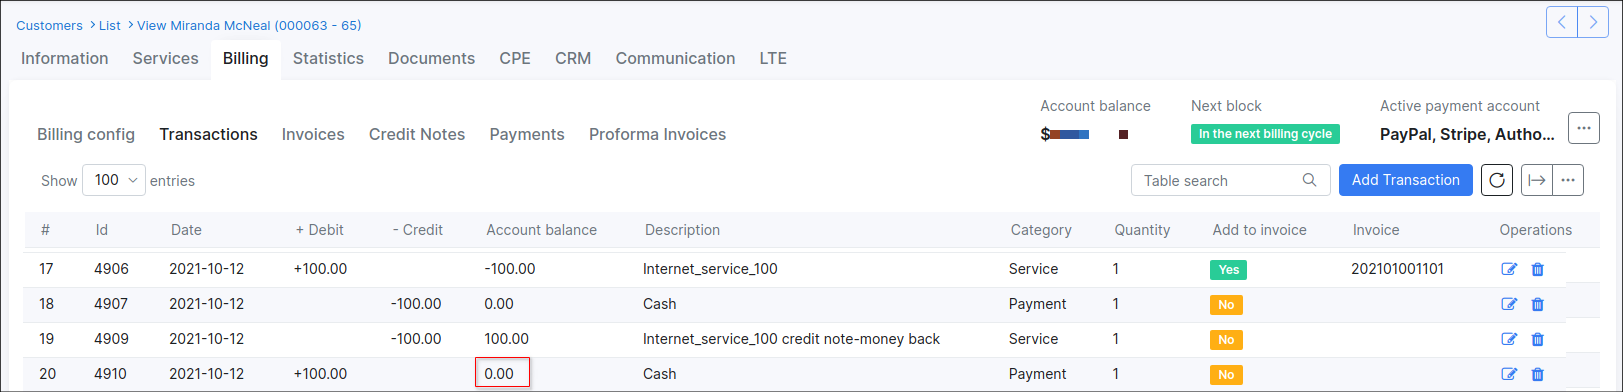 Customers > List > View Miranda McNeal (000063 - 65)
Information Services Billing Statistics Documents CPE CRM Communication LTE
Account balance Next block Active payment account
Billing config Transactions Invoices Credit Notes Payments Proforma Invoices $ In the next billing cycle PayPal, Stripe, Autho... ...
Show 100 entries Table search Add Transaction ...
# Id Date + Debit - Credit Account balance Description Category Quantity Add to invoice Invoice Operations
17 4906 2021-10-12 +100.00 -100.00 Internet_service_100 Service 1 Yes 202101001101
18 4907 2021-10-12 -100.00 0.00 Cash Payment 1 No
19 4909 2021-10-12 -100.00 100.00 Internet_service_100 credit note-money back Service 1 No
20 4910 2021-10-12 +100.00 0.00 Cash Payment 1 No